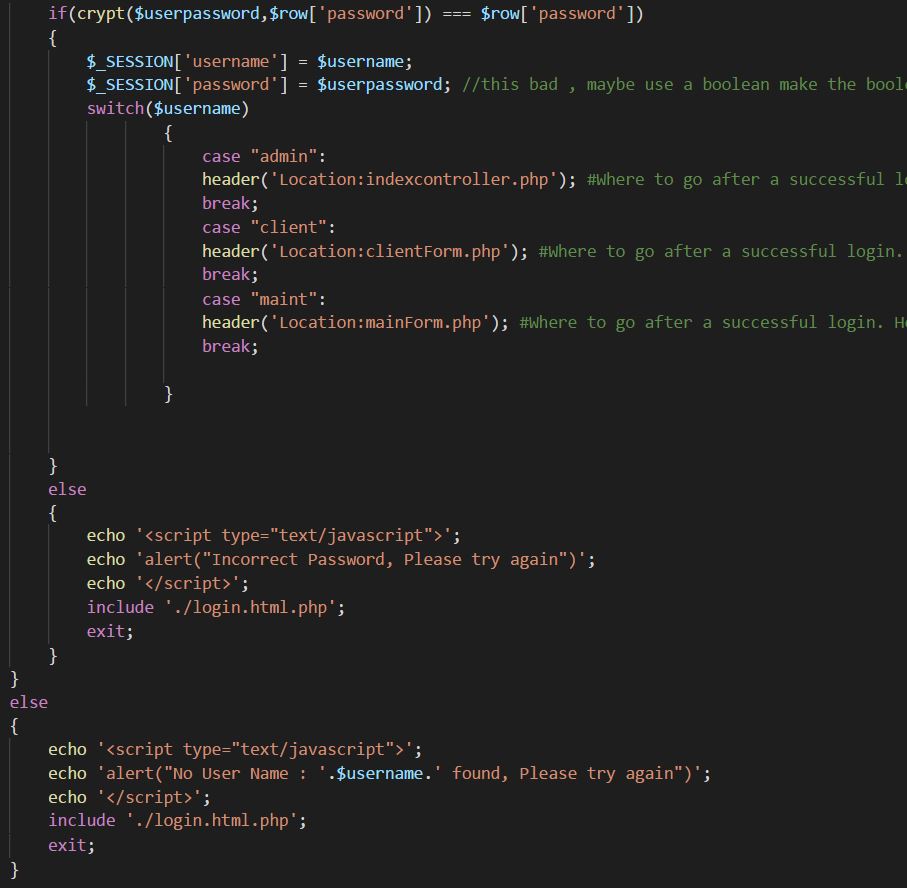 if(crypt($userpassword,$row['password']) === $row['password'])
{
$_SESSION['username'] = $username;
$_SESSION['password'] = $userpassword; //this bad , maybe use a boolean make the
switch($username)
{
case "admin":
header('Location:indexcontroller.php'); #Where to go after a successful
break;
case "client":
header('Location:clientForm.php'); #Where to go after a successful login.
break;
case "maint":
header('Location:mainForm.php'); #Where to go after a successful login.
break;
}
}
else
{
echo '<script type="text/javascript">';
echo 'alert("Incorrect Password, Please try again")';
echo '</script>';
include './login.html.php';
exit;
}
}
else
{
echo '<script type="text/javascript">';
echo 'alert("No User Name : '.$username.' found, Please try again")';
echo '</script>';
include './login.html.php';
exit;
}